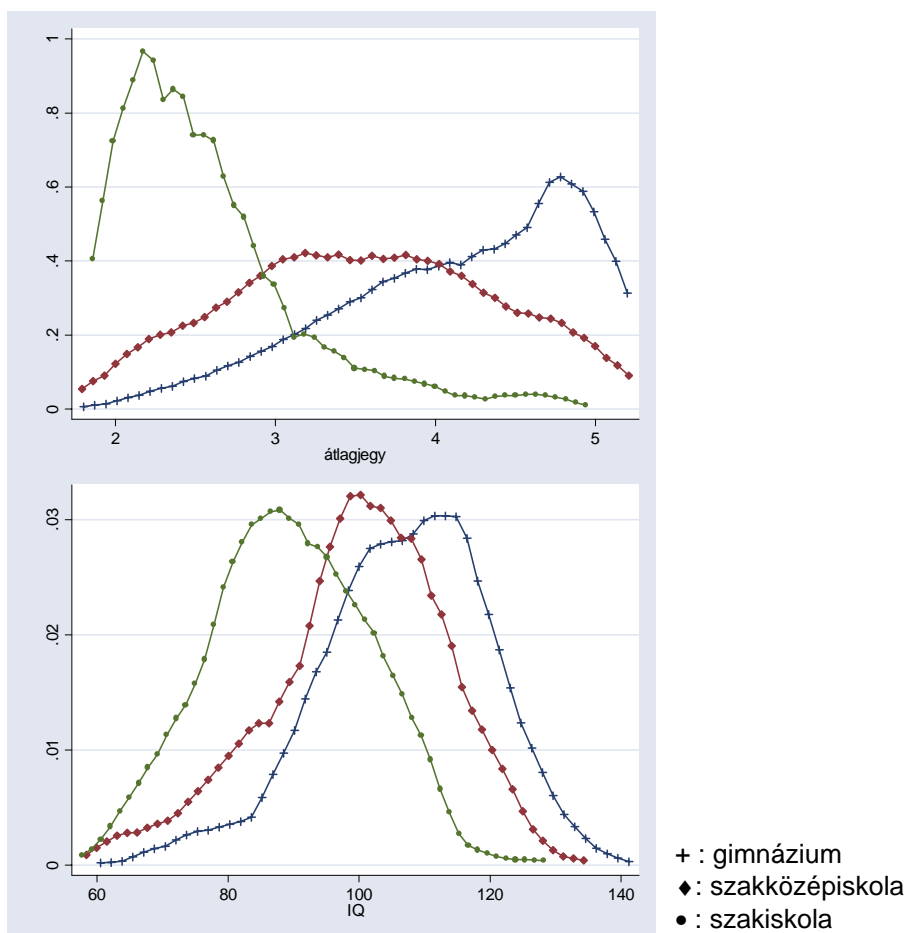 1
.8
.6
.4
.2
0
2 3 4 5
átlagjegy
.03
.02
.01
0
60 80 100 120 140
IQ
+ : gimnázium
♦ : szakközépiskola
● : szakiskola